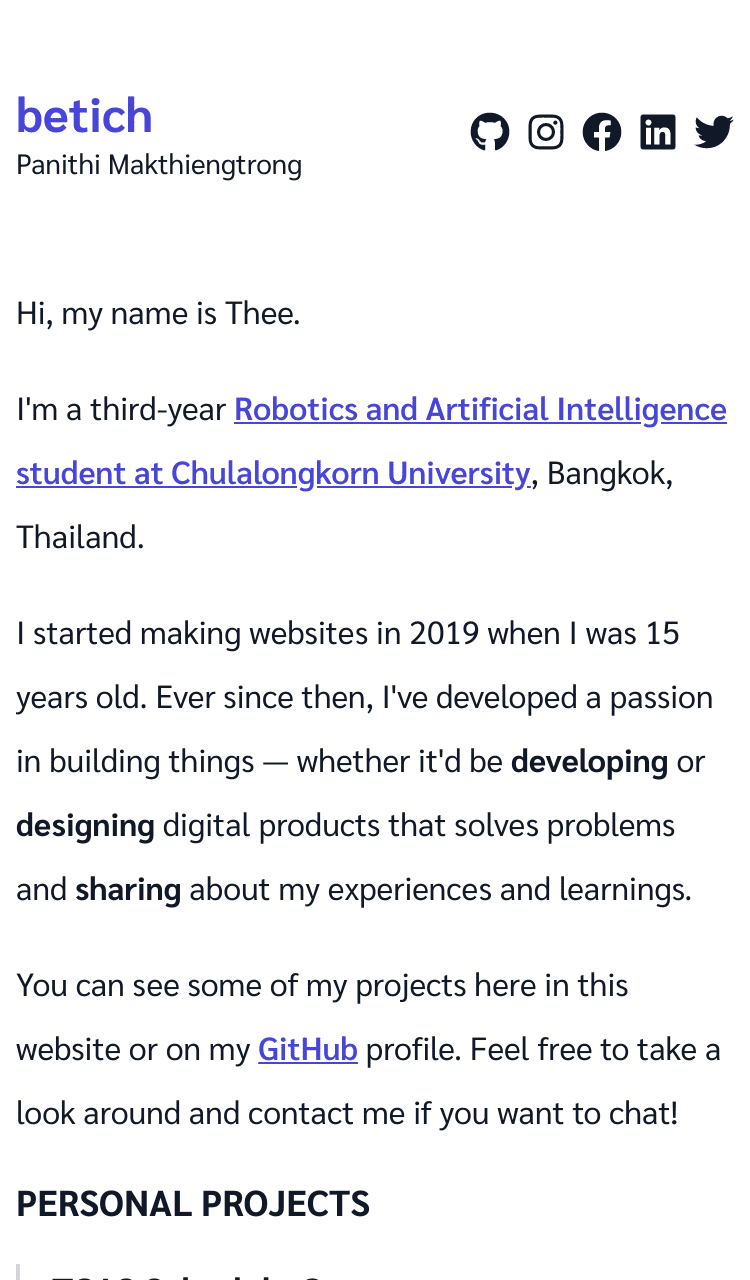 betich
Panithi Makthiengtrong
Hi, my name is Thee.
I'm a third-year Robotics and Artificial Intelligence
student at Chulalongkorn University, Bangkok,
Thailand.
I started making websites in 2019 when I was 15
years old. Ever since then, I've developed a passion
in building things — whether it'd be developing or
designing digital products that solves problems
and sharing about my experiences and learnings.
You can see some of my projects here in this
website or on my GitHub profile. Feel free to take a
look around and contact me if you want to chat!
PERSONAL PROJECTS